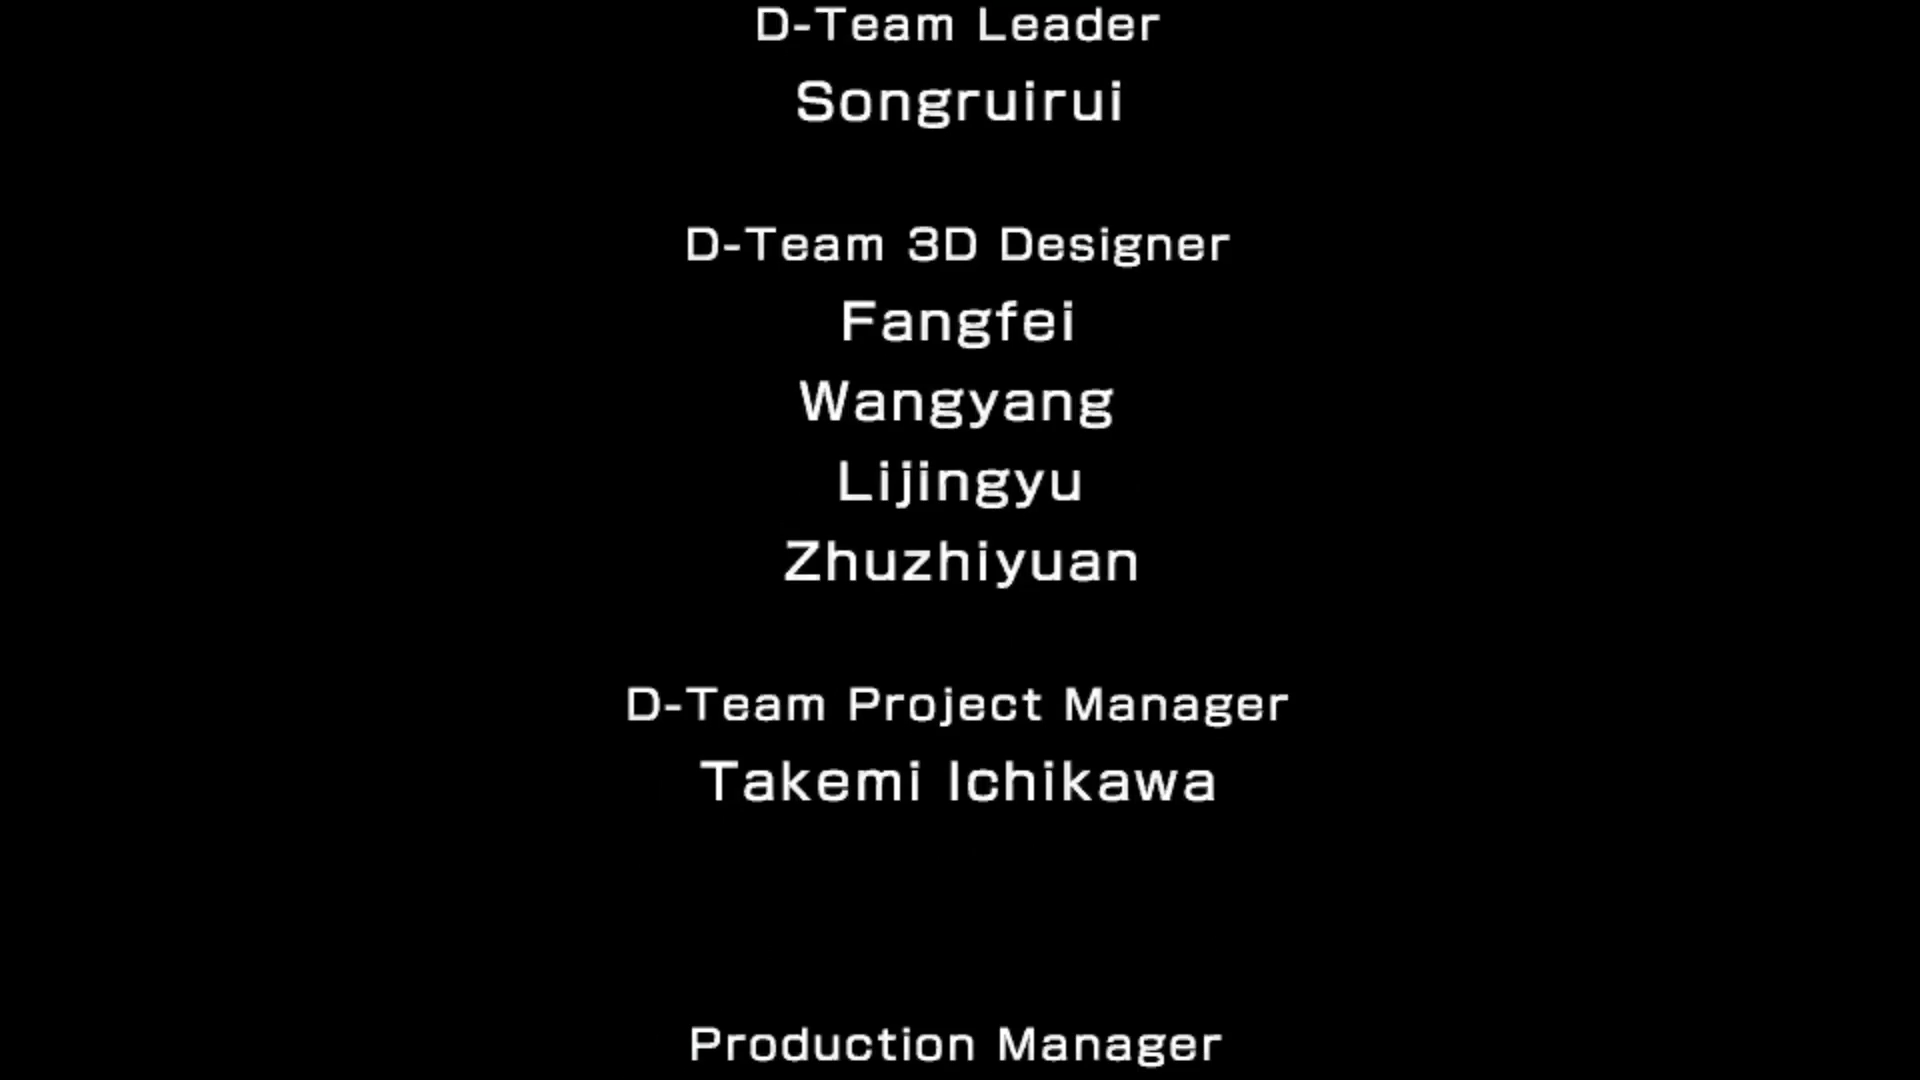 D-Team Leader
Songruirui
D-Team 3D Designer
Fangfei
Wangyang
Lijingyu
Zhuzhiyuan
D-Team Project Manager
Takemi Ichikawa
Production Manager